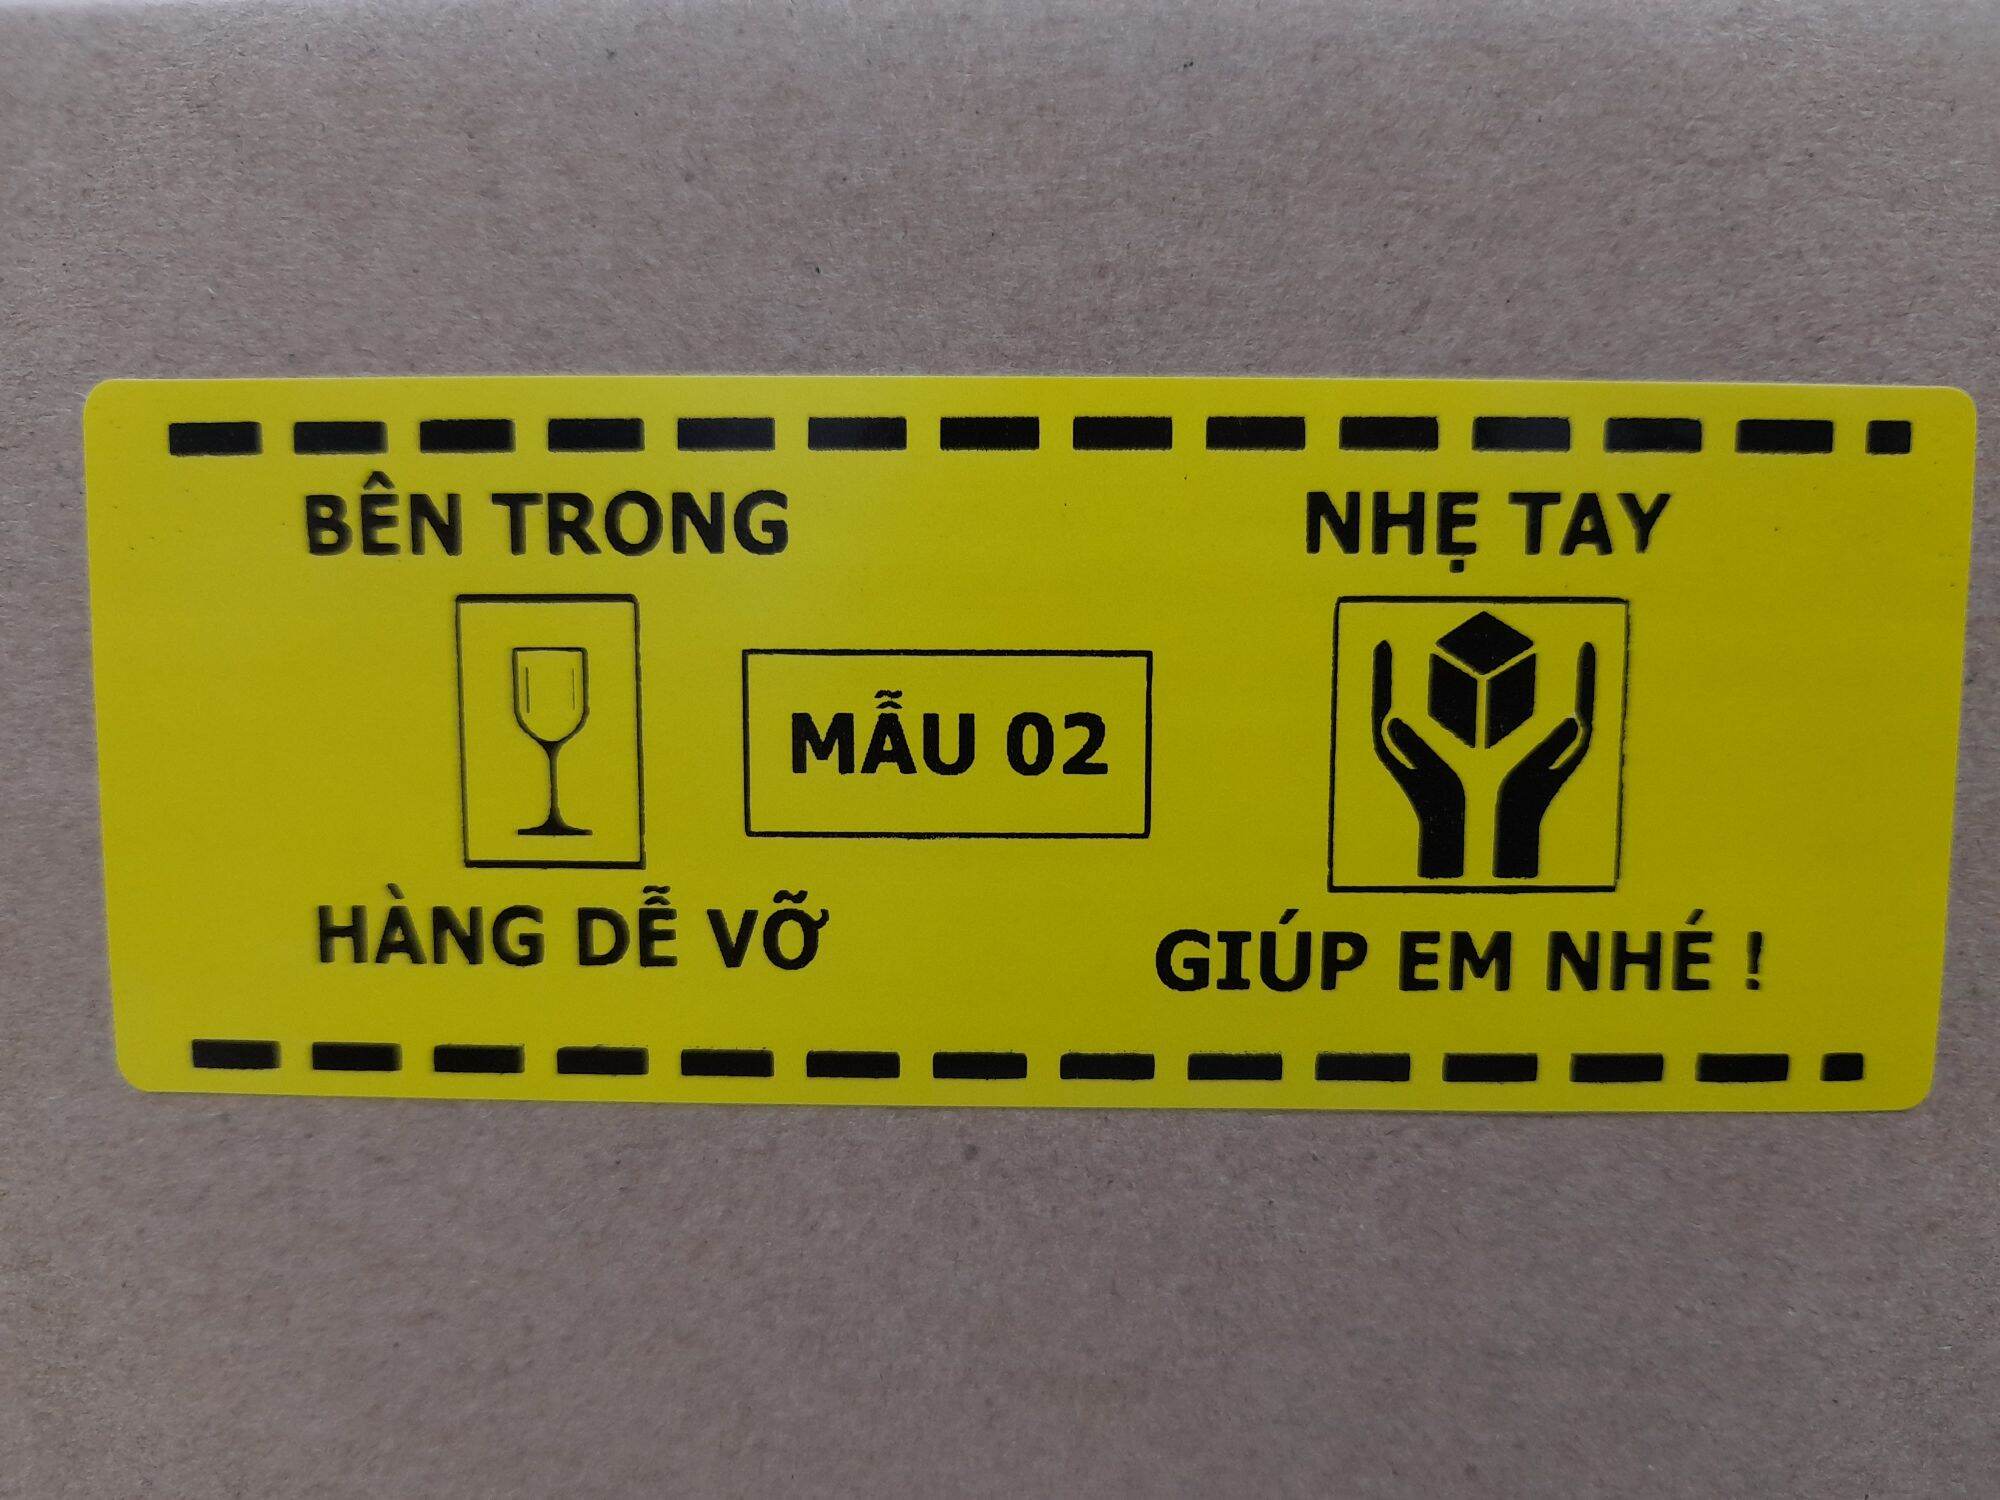 BÊN TRONG
HÀNG DỄ VỠ
MẪU 02
NHẸ TAY
GIÚP EM NHÉ !